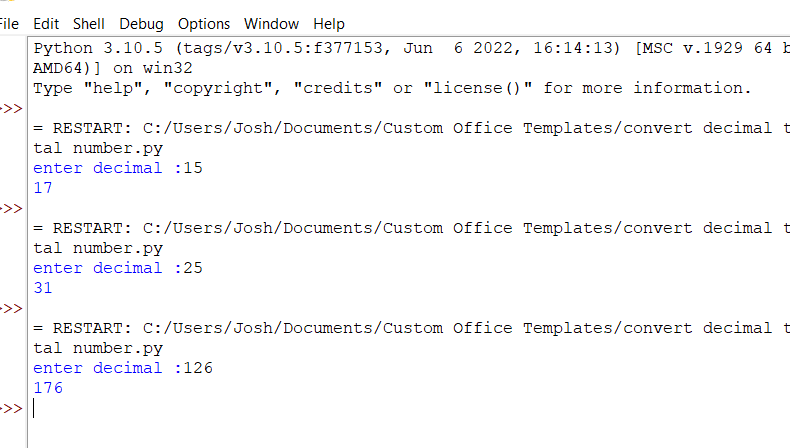 File Edit Shell Debug Options Window Help
Python 3.10.5 (tags/v3.10.5:f377153, Jun  6 2022, 16:14:13) [MSC v.1929 64 b
AMD64)] on win32
Type "help", "copyright", "credits" or "license()" for more information.
>>>
= RESTART: C:/Users/Josh/Documents/Custom Office Templates/convert decimal t
tal number.py
enter decimal :15
17
>>>
= RESTART: C:/Users/Josh/Documents/Custom Office Templates/convert decimal t
tal number.py
enter decimal :25
31
>>>
= RESTART: C:/Users/Josh/Documents/Custom Office Templates/convert decimal t
tal number.py
enter decimal :126
176
>>>